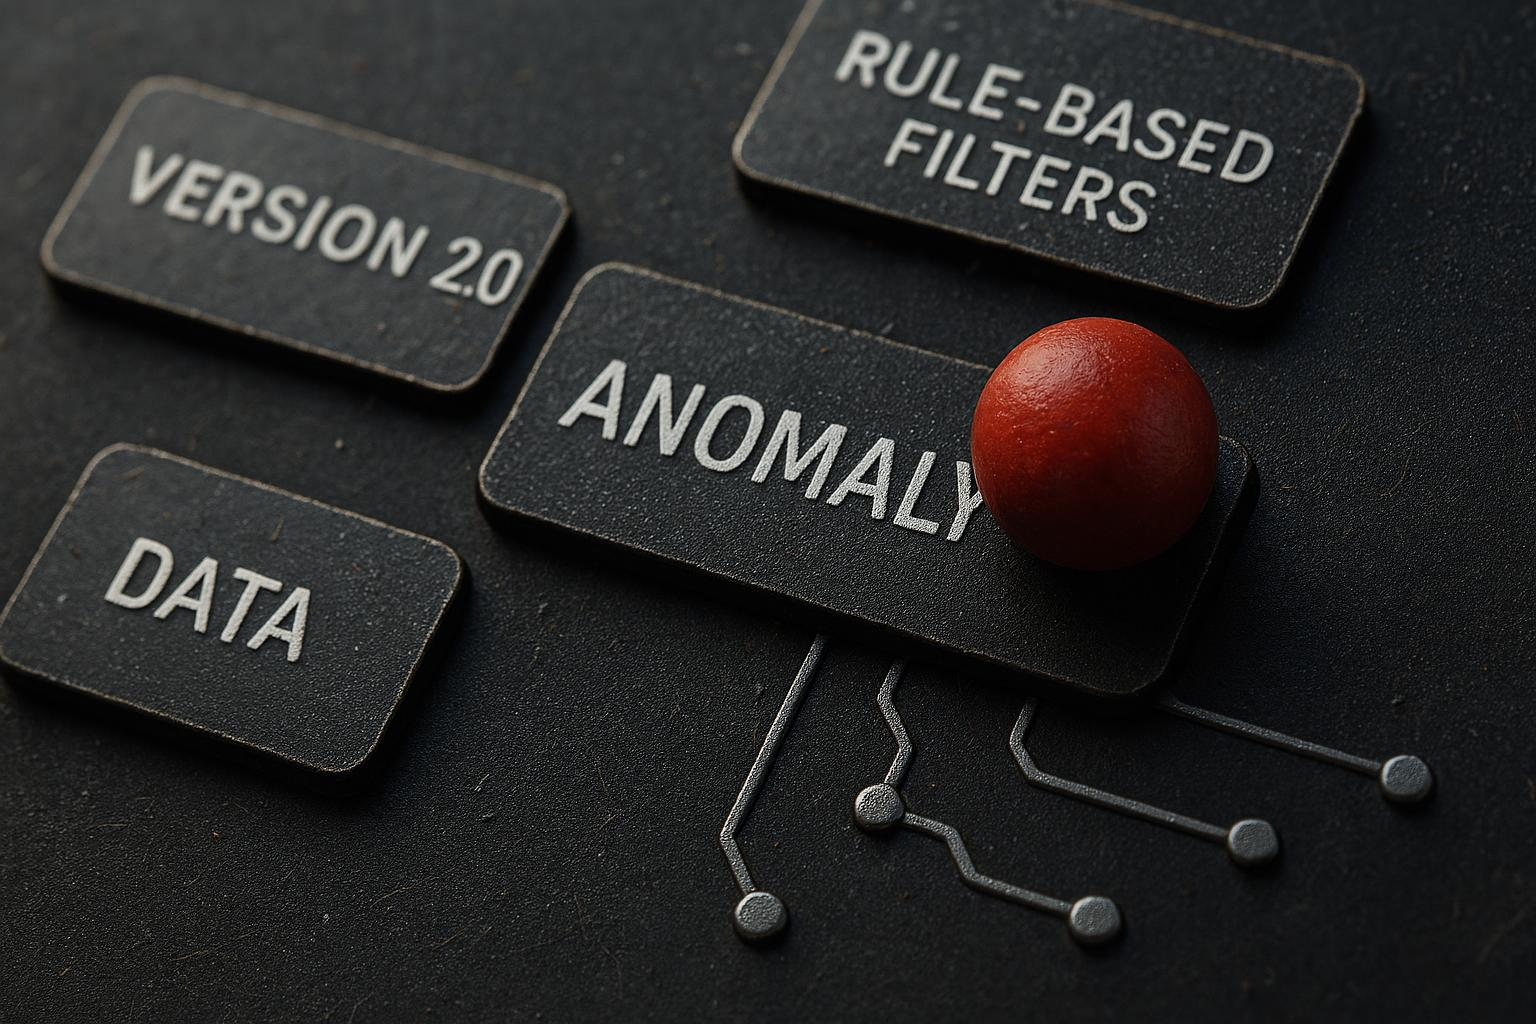 VERSION 2.0
RULE-BASED
FILTERS
ANOMALY
DATA